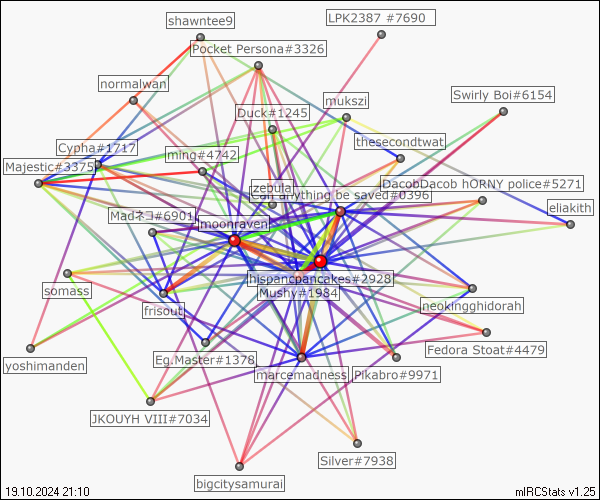 shawntee9
LPK2387 #7690
Pocket Persona#3326
normalwan
Swirly Boi#6154
mukszi
Duck#1245
thesecondtwat
Cypha#1717
ming#4742
Majestic#3375
zebula
DacobDacob hORNY police#5271
anything be saved#0396
Madネコ#6901
moonraven
eliakith
somass
hispancpancakes#2928
Mushy#1984
neokingghidorah
frisout
Fedora Stoat#4479
yoshimanden
Eg.Master#1378
marcemadness
Pikabro#9971
JKOUYH VIII#7034
Silver#7938
bigcitysamurai
19.10.2024 21:10
mIRCStats v1.25